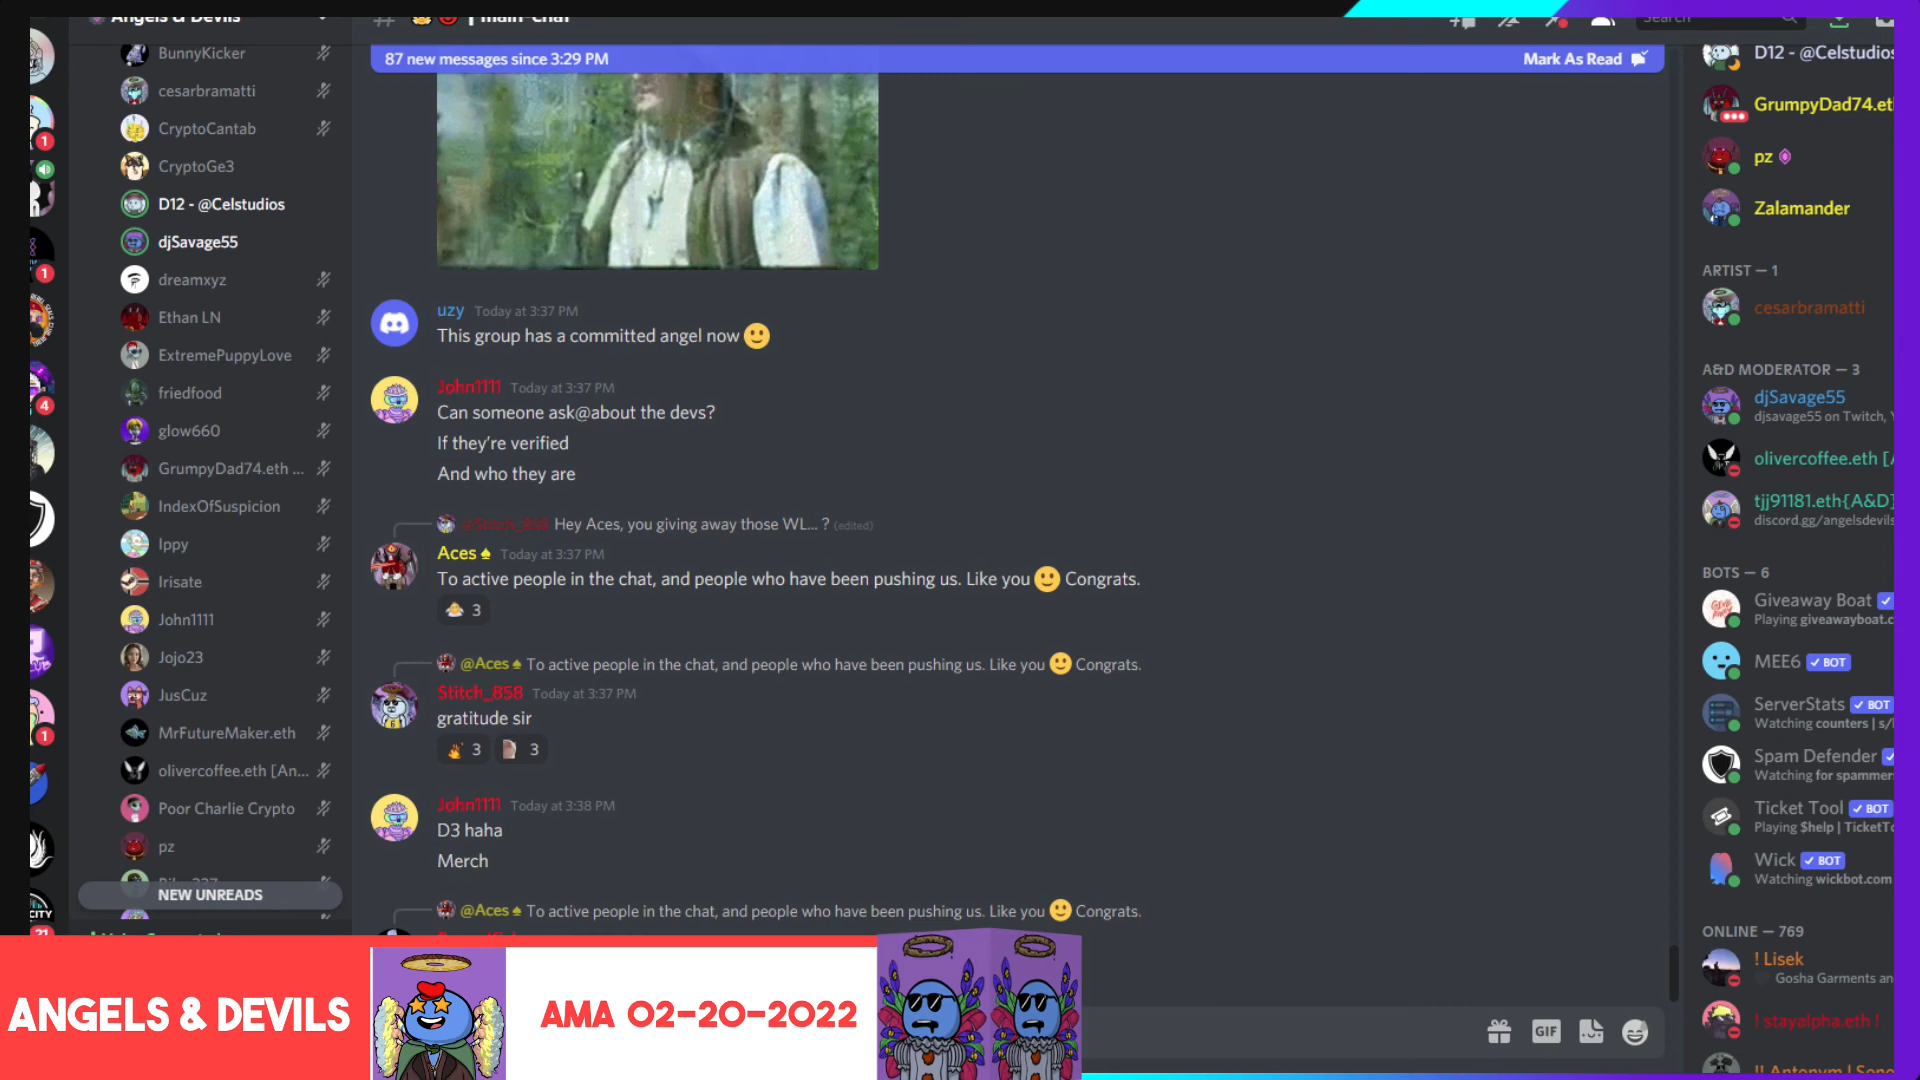 Angels & Devils
BunnyKicker
cesarbramatti
CryptoCantab
CryptoGe3
D12 - @Celstudios
djSavage55
dreamxyz
Ethan LN
ExtremePuppyLove
friedfood
glow660
GrumpyDad74.eth ...
IndexOfSuspicion
Ippy
Irisate
John1111
Jojo23
JusCuz
MrFutureMaker.eth
olivercoffee.eth [An...
Poor Charlie Crypto
pz
NEW UNREADS
1
1
4
1
21
CITY
| main-chat
Search
87 new messages since 3:29 PM
Mark As Read
uzy Today at 3:37 PM
This group has a committed angel now 🙂
John1111 Today at 3:37 PM
Can someone ask@about the devs?
If they're verified
And who they are
@Stitch_858 Hey Aces, you giving away those WL... ? (edited)
Aces ♠ Today at 3:37 PM
To active people in the chat, and people who have been pushing us. Like you 🙂 Congrats.
3
@Aces ♠ To active people in the chat, and people who have been pushing us. Like you 🙂 Congrats.
Stitch_858 Today at 3:37 PM
gratitude sir
3 3
John1111 Today at 3:38 PM
D3 haha
Merch
@Aces ♠ To active people in the chat, and people who have been pushing us. Like you 🙂 Congrats.
GIF
D12 - @Celstudios
GrumpyDad74.eth
pz
Zalamander
ARTIST — 1
cesarbramatti
A&D MODERATOR — 3
djSavage55
djsavage55 on Twitch, Y
olivercoffee.eth [A
tjj91181.eth{A&D}
discord.gg/angelsdevils
BOTS — 6
Giveaway Boat
Playing giveawayboat.c
MEE6 ✓ BOT
ServerStats ✓ BOT
Watching counters | s/
Spam Defender ✓
Watching for spammer
Ticket Tool ✓ BOT
Playing $help | TicketTo
Wick ✓ BOT
Watching wickbot.com
ONLINE — 769
! Lisek
Gosha Garments an
! stayalpha.eth !
!! Antonym | Sono
ANGELS & DEVILS
AMA 02-20-2022